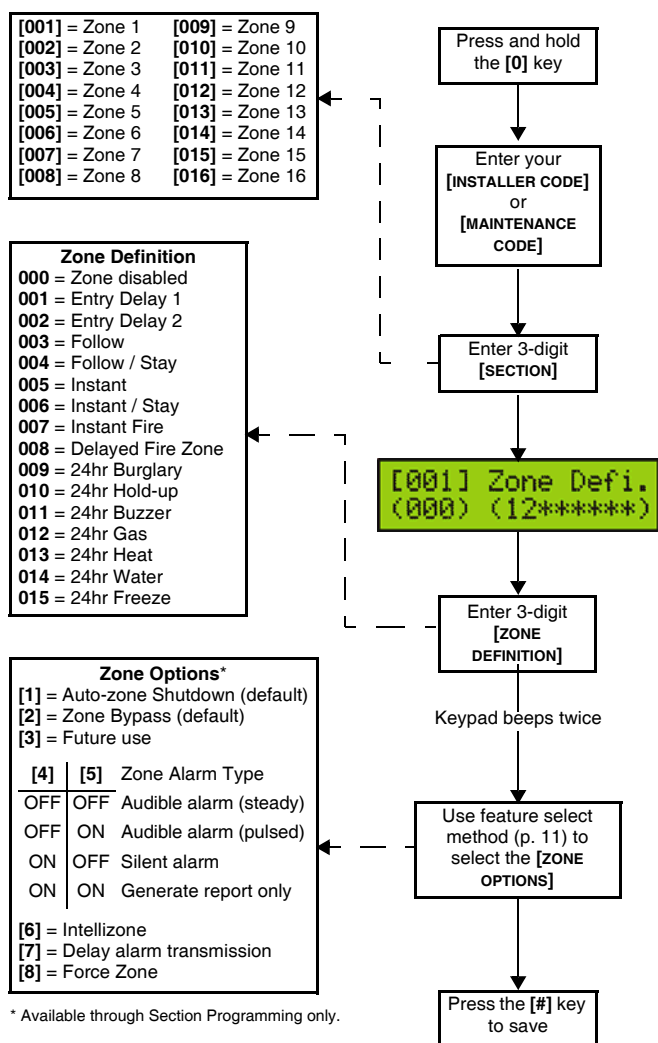 [001] = Zone 1 [009] = Zone 9
[002] = Zone 2 [010] = Zone 10
[003] = Zone 3 [011] = Zone 11
[004] = Zone 4 [012] = Zone 12
[005] = Zone 5 [013] = Zone 13
[006] = Zone 6 [014] = Zone 14
[007] = Zone 7 [015] = Zone 15
[008] = Zone 8 [016] = Zone 16
Press and hold
the [0] key
Enter your
[INSTALLER CODE]
or
[MAINTENANCE
CODE]
Enter 3-digit
[SECTION]
[001] Zone Defi.
(000) (12******)
Zone Definition
000 = Zone disabled
001 = Entry Delay 1
002 = Entry Delay 2
003 = Follow
004 = Follow / Stay
005 = Instant
006 = Instant / Stay
007 = Instant Fire
008 = Delayed Fire Zone
009 = 24hr Burglary
010 = 24hr Hold-up
011 = 24hr Buzzer
012 = 24hr Gas
013 = 24hr Heat
014 = 24hr Water
015 = 24hr Freeze
Enter 3-digit
[ZONE
DEFINITION]
Keypad beeps twice
Use feature select
method (p. 11) to
select the [ZONE
OPTIONS]
Zone Options*
[1] = Auto-zone Shutdown (default)
[2] = Zone Bypass (default)
[3] = Future use
[4] [5] Zone Alarm Type
OFF OFF Audible alarm (steady)
OFF ON Audible alarm (pulsed)
ON OFF Silent alarm
ON ON Generate report only
[6] = Intellizone
[7] = Delay alarm transmission
[8] = Force Zone
Press the [#] key
to save
* Available through Section Programming only.